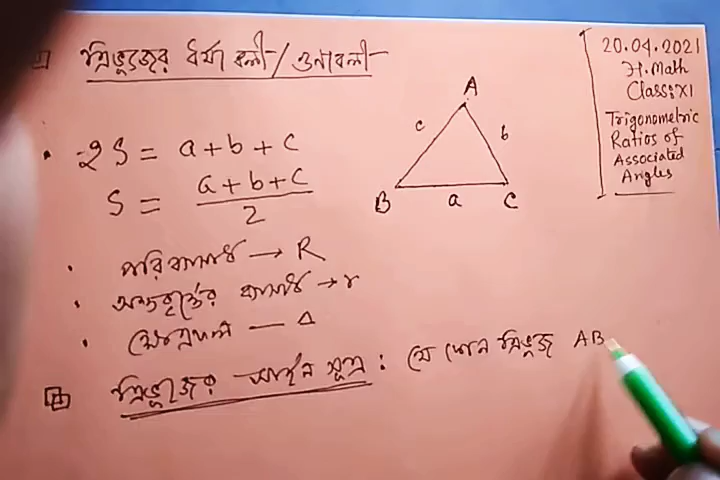 ত্রিভুজের ধর্মাবলী/গুনাবলী
20.04.2021
H.Math
Class:XI
Trigonometric
Ratios of
Associated
Angles
A
c b
B a C
2S = a+b+c
S = a+b+c / 2
পরিব্যাসার্ধ → R
অন্তবৃত্তের ব্যাসার্ধ → r
ক্ষেত্রফল — Δ
ত্রিভুজের সাইন সূত্র : যে কোন ত্রিভুজ AB